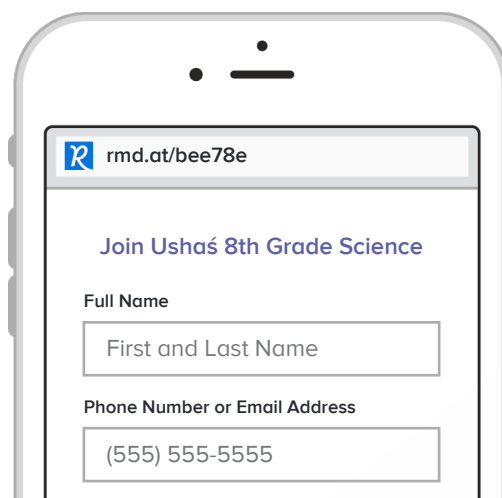 rmd.at/bee78e
Join Ushaś 8th Grade Science
Full Name
First and Last Name
Phone Number or Email Address
(555) 555-5555